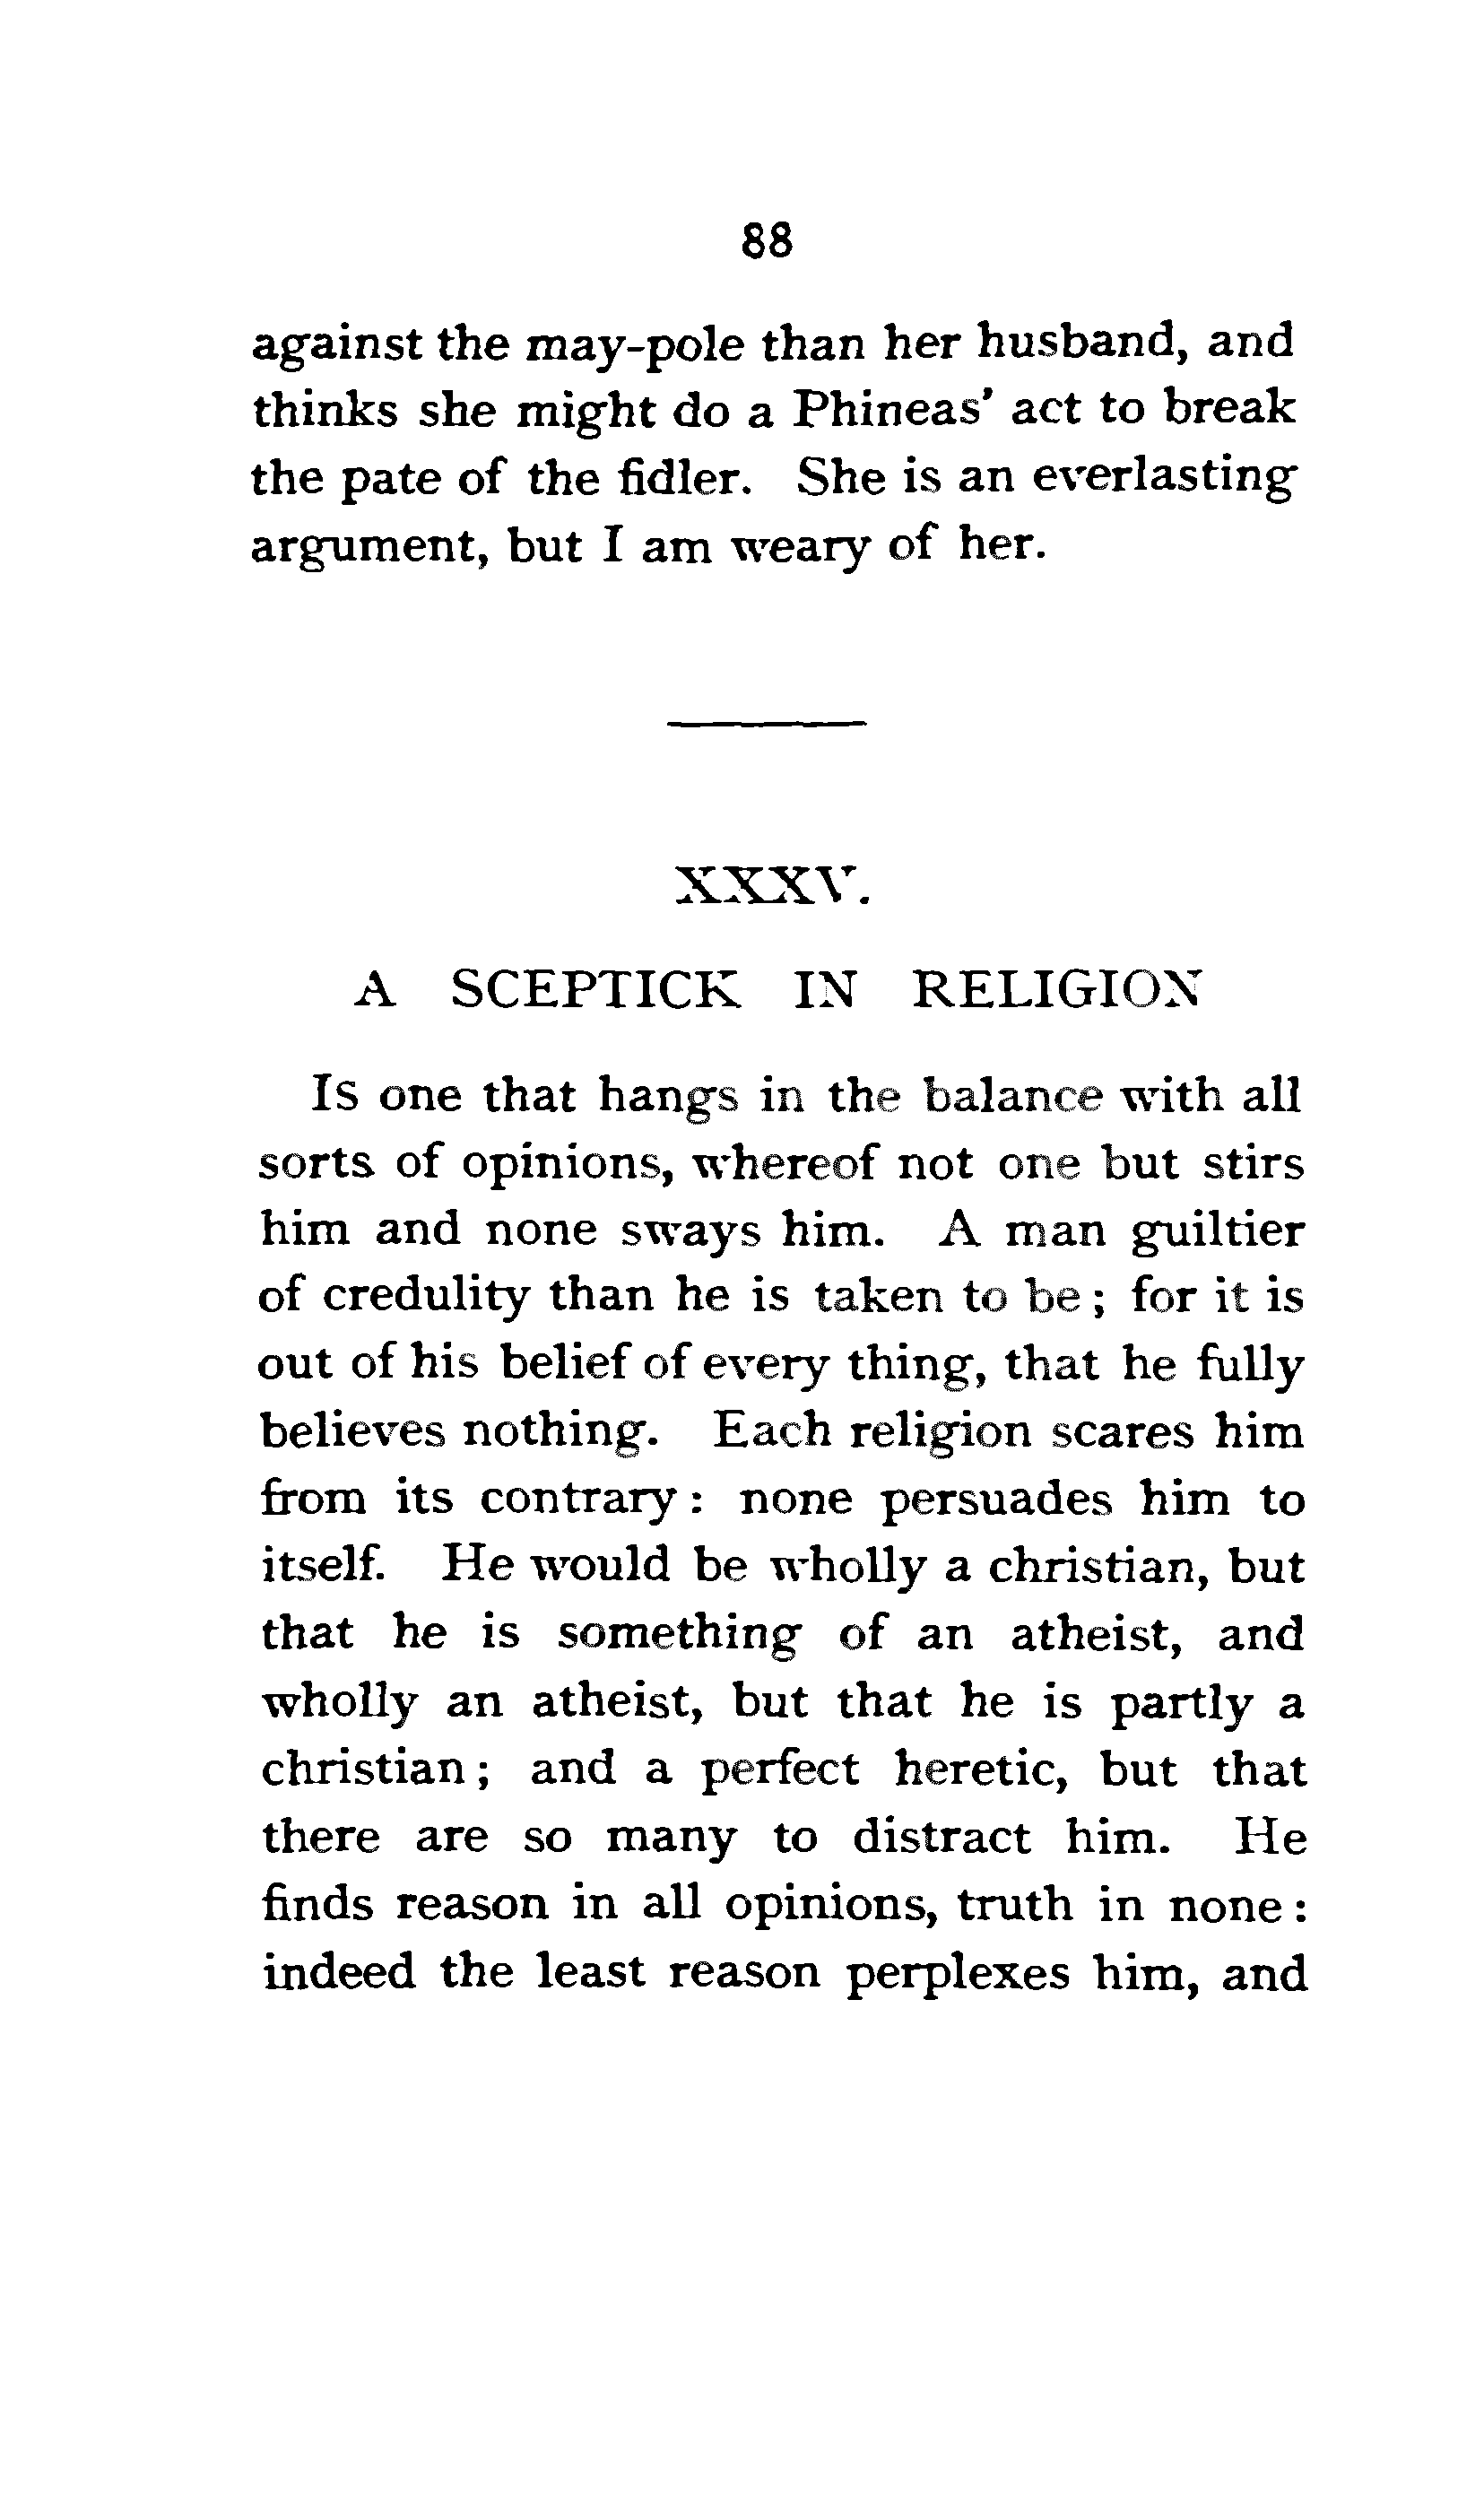 88
against the may-pole than her husband, and
thinks she might do a Phineas' act to break
the pate of the fidler. She is an everlasting
argument, but I am weary of her.
XXXV.
A SCEPTICK IN RELIGION
Is one that hangs in the balance with all
sorts of opinions, whereof not one but stirs
him and none sways him. A man guiltier
of credulity than he is taken to be; for it is
out of his belief of every thing, that he fully
believes nothing. Each religion scares him
from its contrary: none persuades him to
itself. He would be wholly a christian, but
that he is something of an atheist, and
wholly an atheist, but that he is partly a
christian; and a perfect heretic, but that
there are so many to distract him. He
finds reason in all opinions, truth in none:
indeed the least reason perplexes him, and